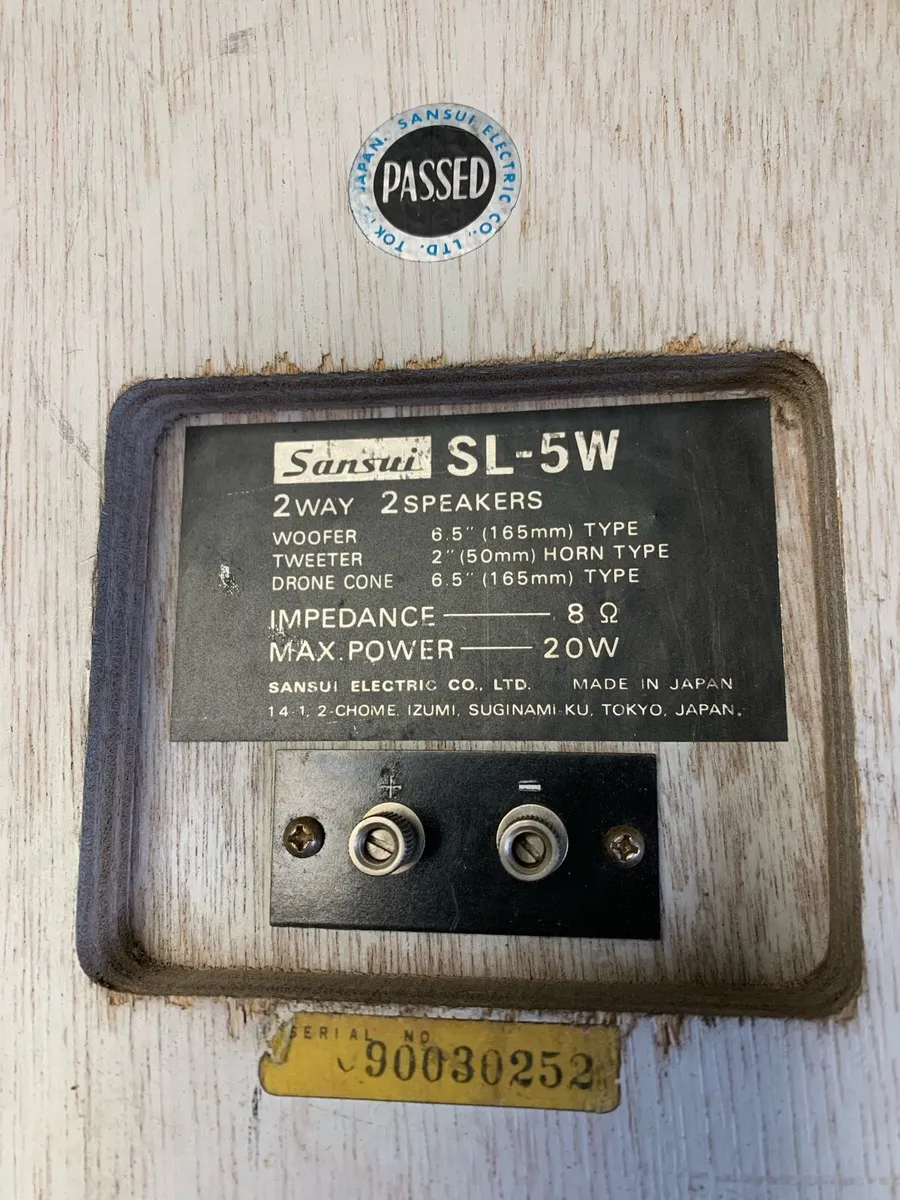 SANSUI ELECTRIC CO., LTD. TOKYO JAPAN.
PASSED
Sansui SL-5W
2WAY 2SPEAKERS
WOOFER 6.5" (165mm) TYPE
TWEETER 2" (50mm) HORN TYPE
DRONE CONE 6.5" (165mm) TYPE
IMPEDANCE 8 Ω
MAX. POWER 20W
SANSUI ELECTRIC CO., LTD. MADE IN JAPAN
14-1, 2-CHOME, IZUMI, SUGINAMI-KU, TOKYO, JAPAN.
+ −
SERIAL NO
90030252